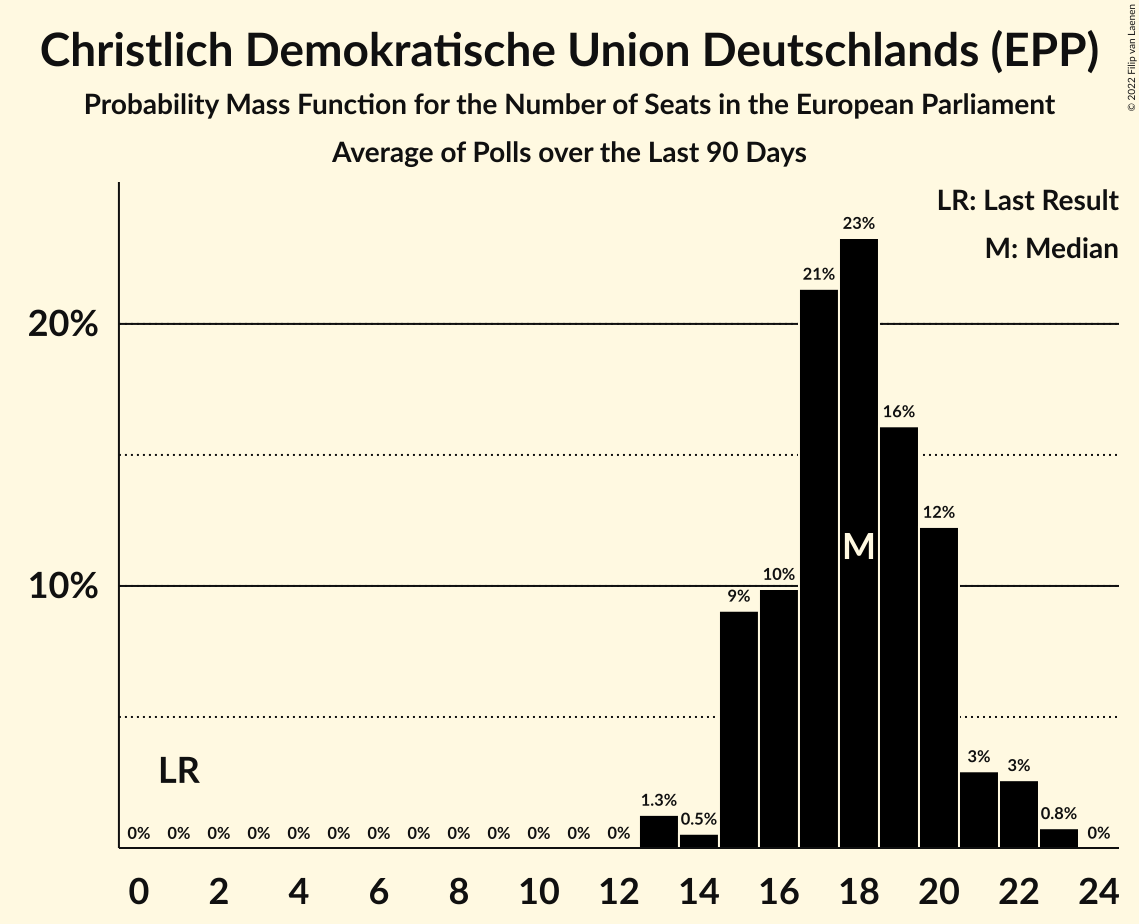 Christlich Demokratische Union Deutschlands (EPP)
Probability Mass Function for the Number of Seats in the European Parliament
Average of Polls over the Last 90 Days
© 2022 Filip van Laenen
LR: Last Result
M: Median
20%
10%
0% 0% 0% 0% 0% 0% 0% 0% 0% 0% 0% 0% 0% 1.3% 0.5% 9% 10% 21% 23% 16% 12% 3% 3% 0.8% 0%
LR
M
0 2 4 6 8 10 12 14 16 18 20 22 24